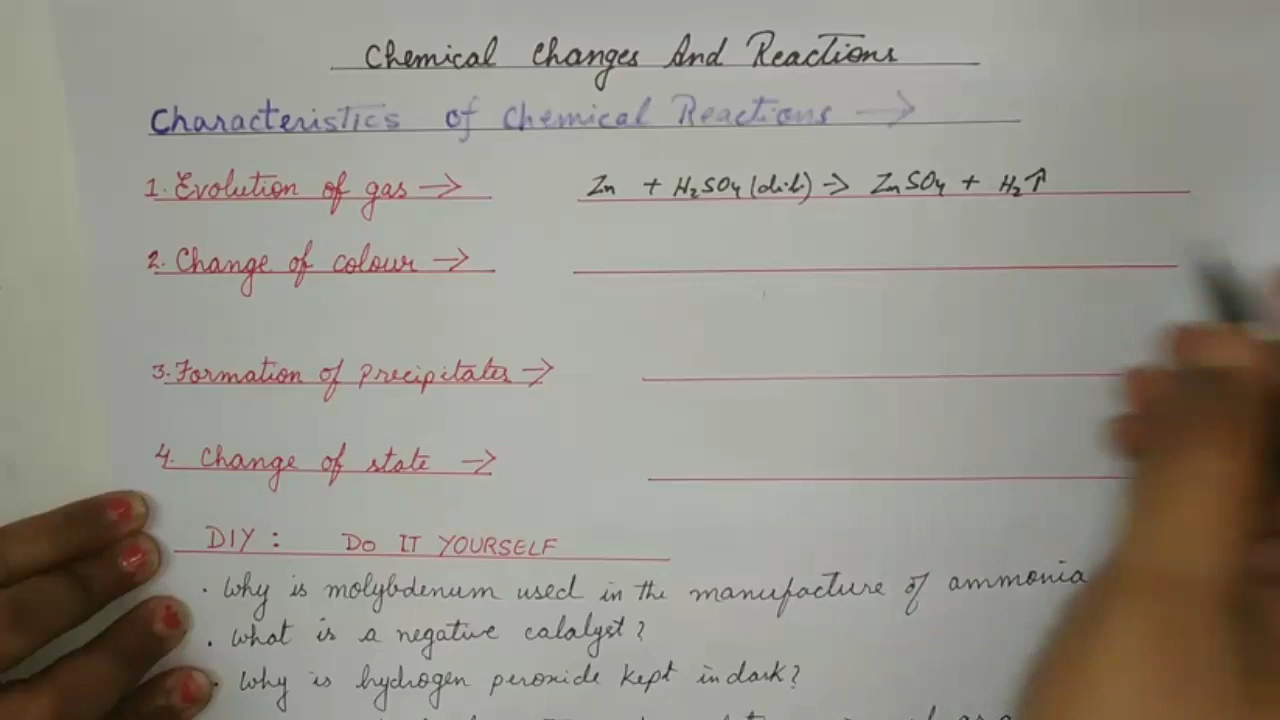 Chemical Changes And Reactions
Characteristics of Chemical Reactions →
1. Evolution of gas → Zn + H₂SO₄ (dil) → ZnSO₄ + H₂↑
2. Change of colour →
3. Formation of precipitates →
4. Change of state →
DIY : DO IT YOURSELF
· Why is molybdenum used in the manufacture of ammonia
· What is a negative catalyst?
· Why is hydrogen peroxide kept in dark?